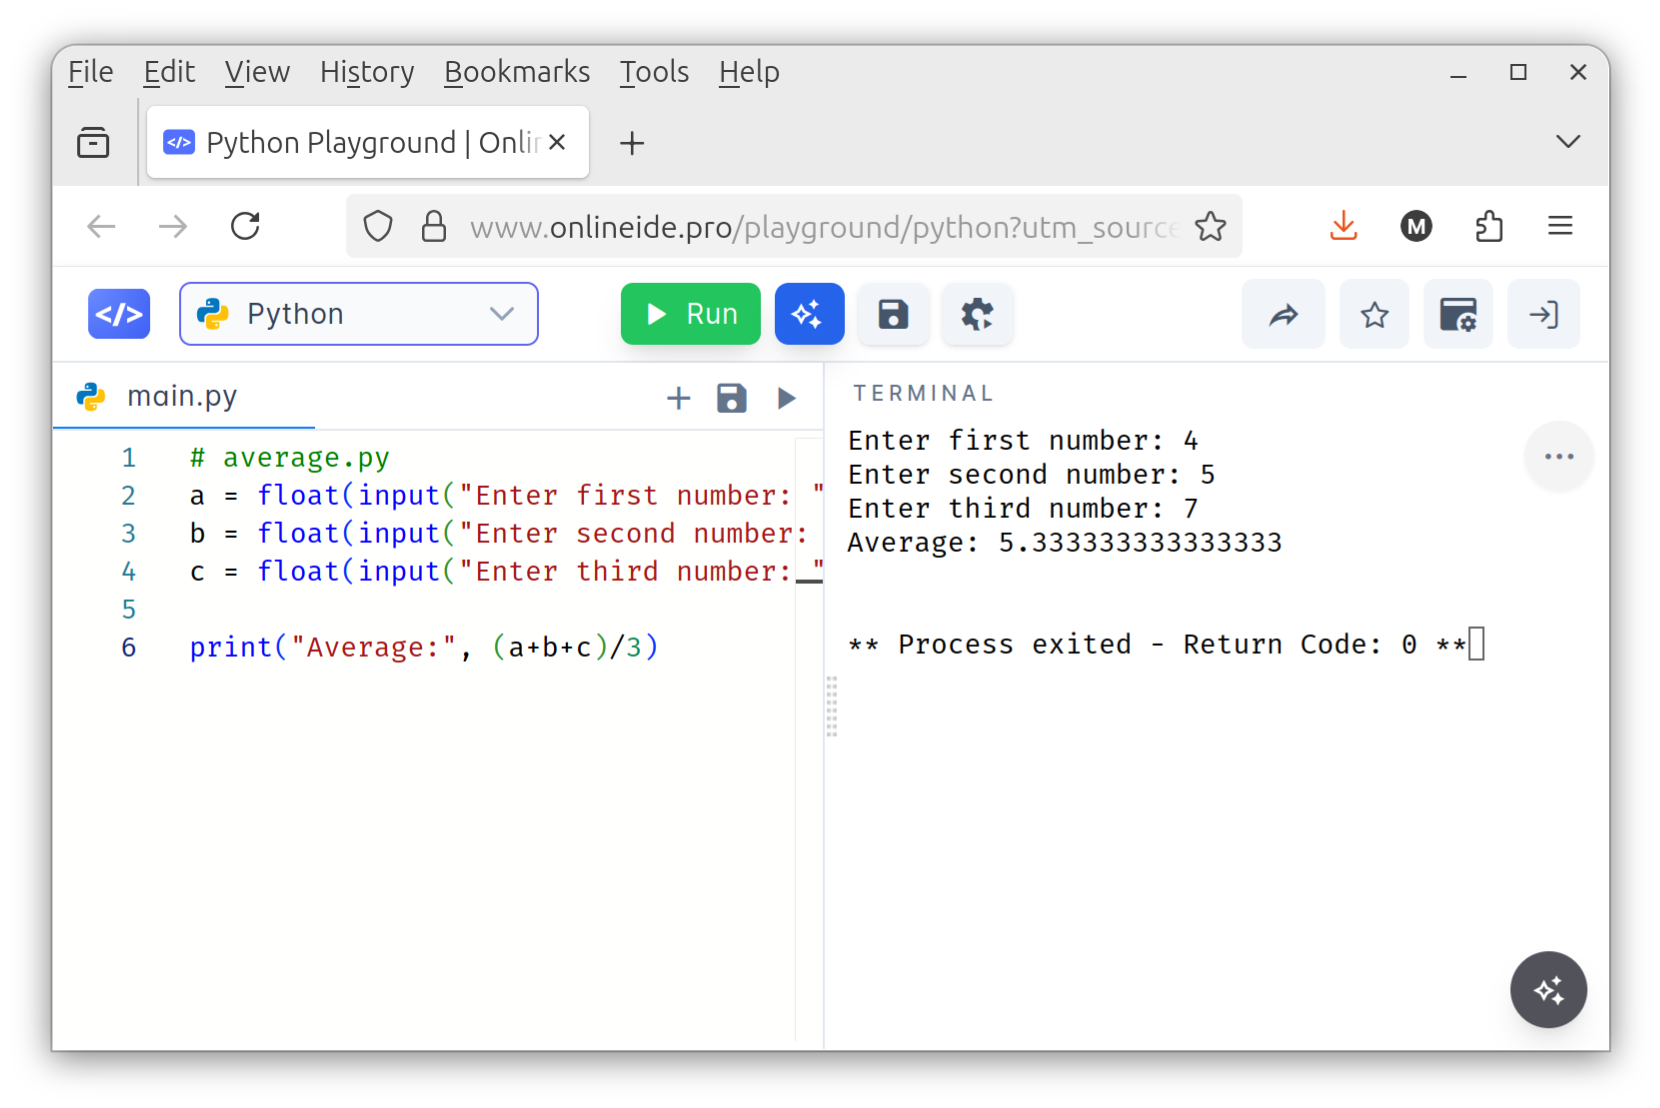 File Edit View History Bookmarks Tools Help
Python Playground | Onlin
www.onlineide.pro/playground/python?utm_source
</> Python Run
main.py
1 # average.py
2 a = float(input("Enter first number: "
3 b = float(input("Enter second number:
4 c = float(input("Enter third number: "
5
6 print("Average:", (a+b+c)/3)
TERMINAL
Enter first number: 4
Enter second number: 5
Enter third number: 7
Average: 5.333333333333333
** Process exited - Return Code: 0 **